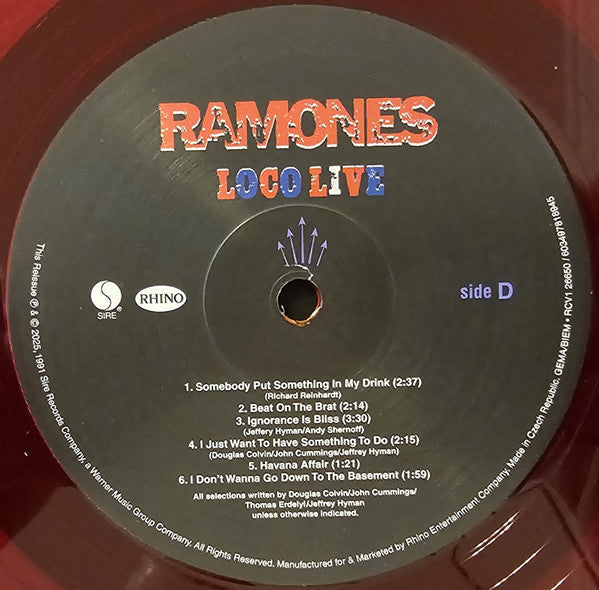 RAMONES
LOCO LIVE
side D
SIRE®
RHINO
1. Somebody Put Something In My Drink (2:37)
(Richard Reinhardt)
2. Beat On The Brat (2:14)
3. Ignorance Is Bliss (3:30)
(Jeffery Hyman/Andy Shernoff)
4. I Just Want To Have Something To Do (2:15)
(Douglas Colvin/John Cummings/Jeffrey Hyman)
5. Havana Affair (1:21)
6. I Don't Wanna Go Down To The Basement (1:59)
All selections written by Douglas Colvin/John Cummings/
Thomas Erdelyi/Jeffrey Hyman
unless otherwise indicated.
This Reissue ℗ & © 2025, 1991 Sire Records Company, a Warner Music Group Company. All Rights Reserved. Manufactured for & Marketed by Rhino Entertainment Company. Made in Czech Republic. GEMA/BIEM • RCV1 26650 / 603497816945